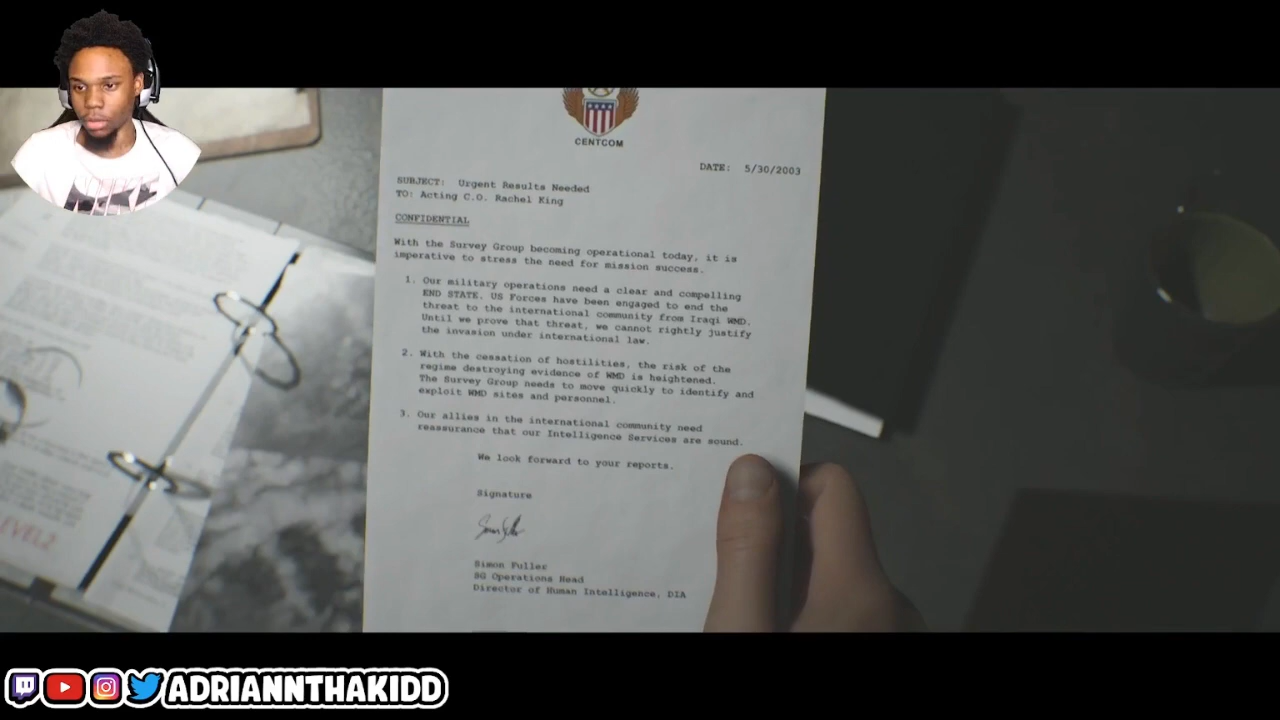 CENTCOM
DATE: 5/30/2003
SUBJECT: Urgent Results Needed
TO: Acting C.O. Rachel King
CONFIDENTIAL
With the Survey Group becoming operational today, it is
imperative to stress the need for mission success.
1. Our military operations need a clear and compelling
END STATE. US Forces have been engaged to end the
threat to the international community from Iraqi WMD.
Until we prove that threat, we cannot rightly justify
the invasion under international law.
2. With the cessation of hostilities, the risk of the
regime destroying evidence of WMD is heightened.
The Survey Group needs to move quickly to identify and
exploit WMD sites and personnel.
3. Our allies in the international community need
reassurance that our Intelligence Services are sound.
We look forward to your reports.
Signature
Simon Fuller
SG Operations Head
Director of Human Intelligence, DIA
LEVEL2
NIKE
ADRIANNTHAKIDD